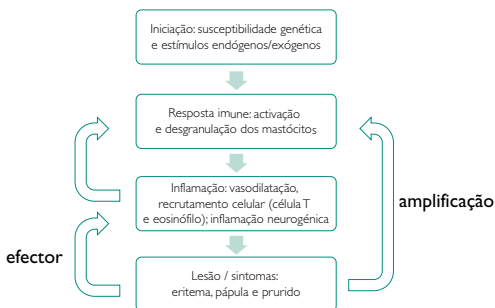 Iniciação: susceptibilidade genética
e estímulos endógenos/exógenos
Resposta imune: activação
e desgranulação dos mastócitos
Inflamação: vasodilatação,
recrutamento celular (célula T
e eosinófilo); inflamação neurogénica
amplificação
efector
Lesão / sintomas:
eritema, pápula e prurido